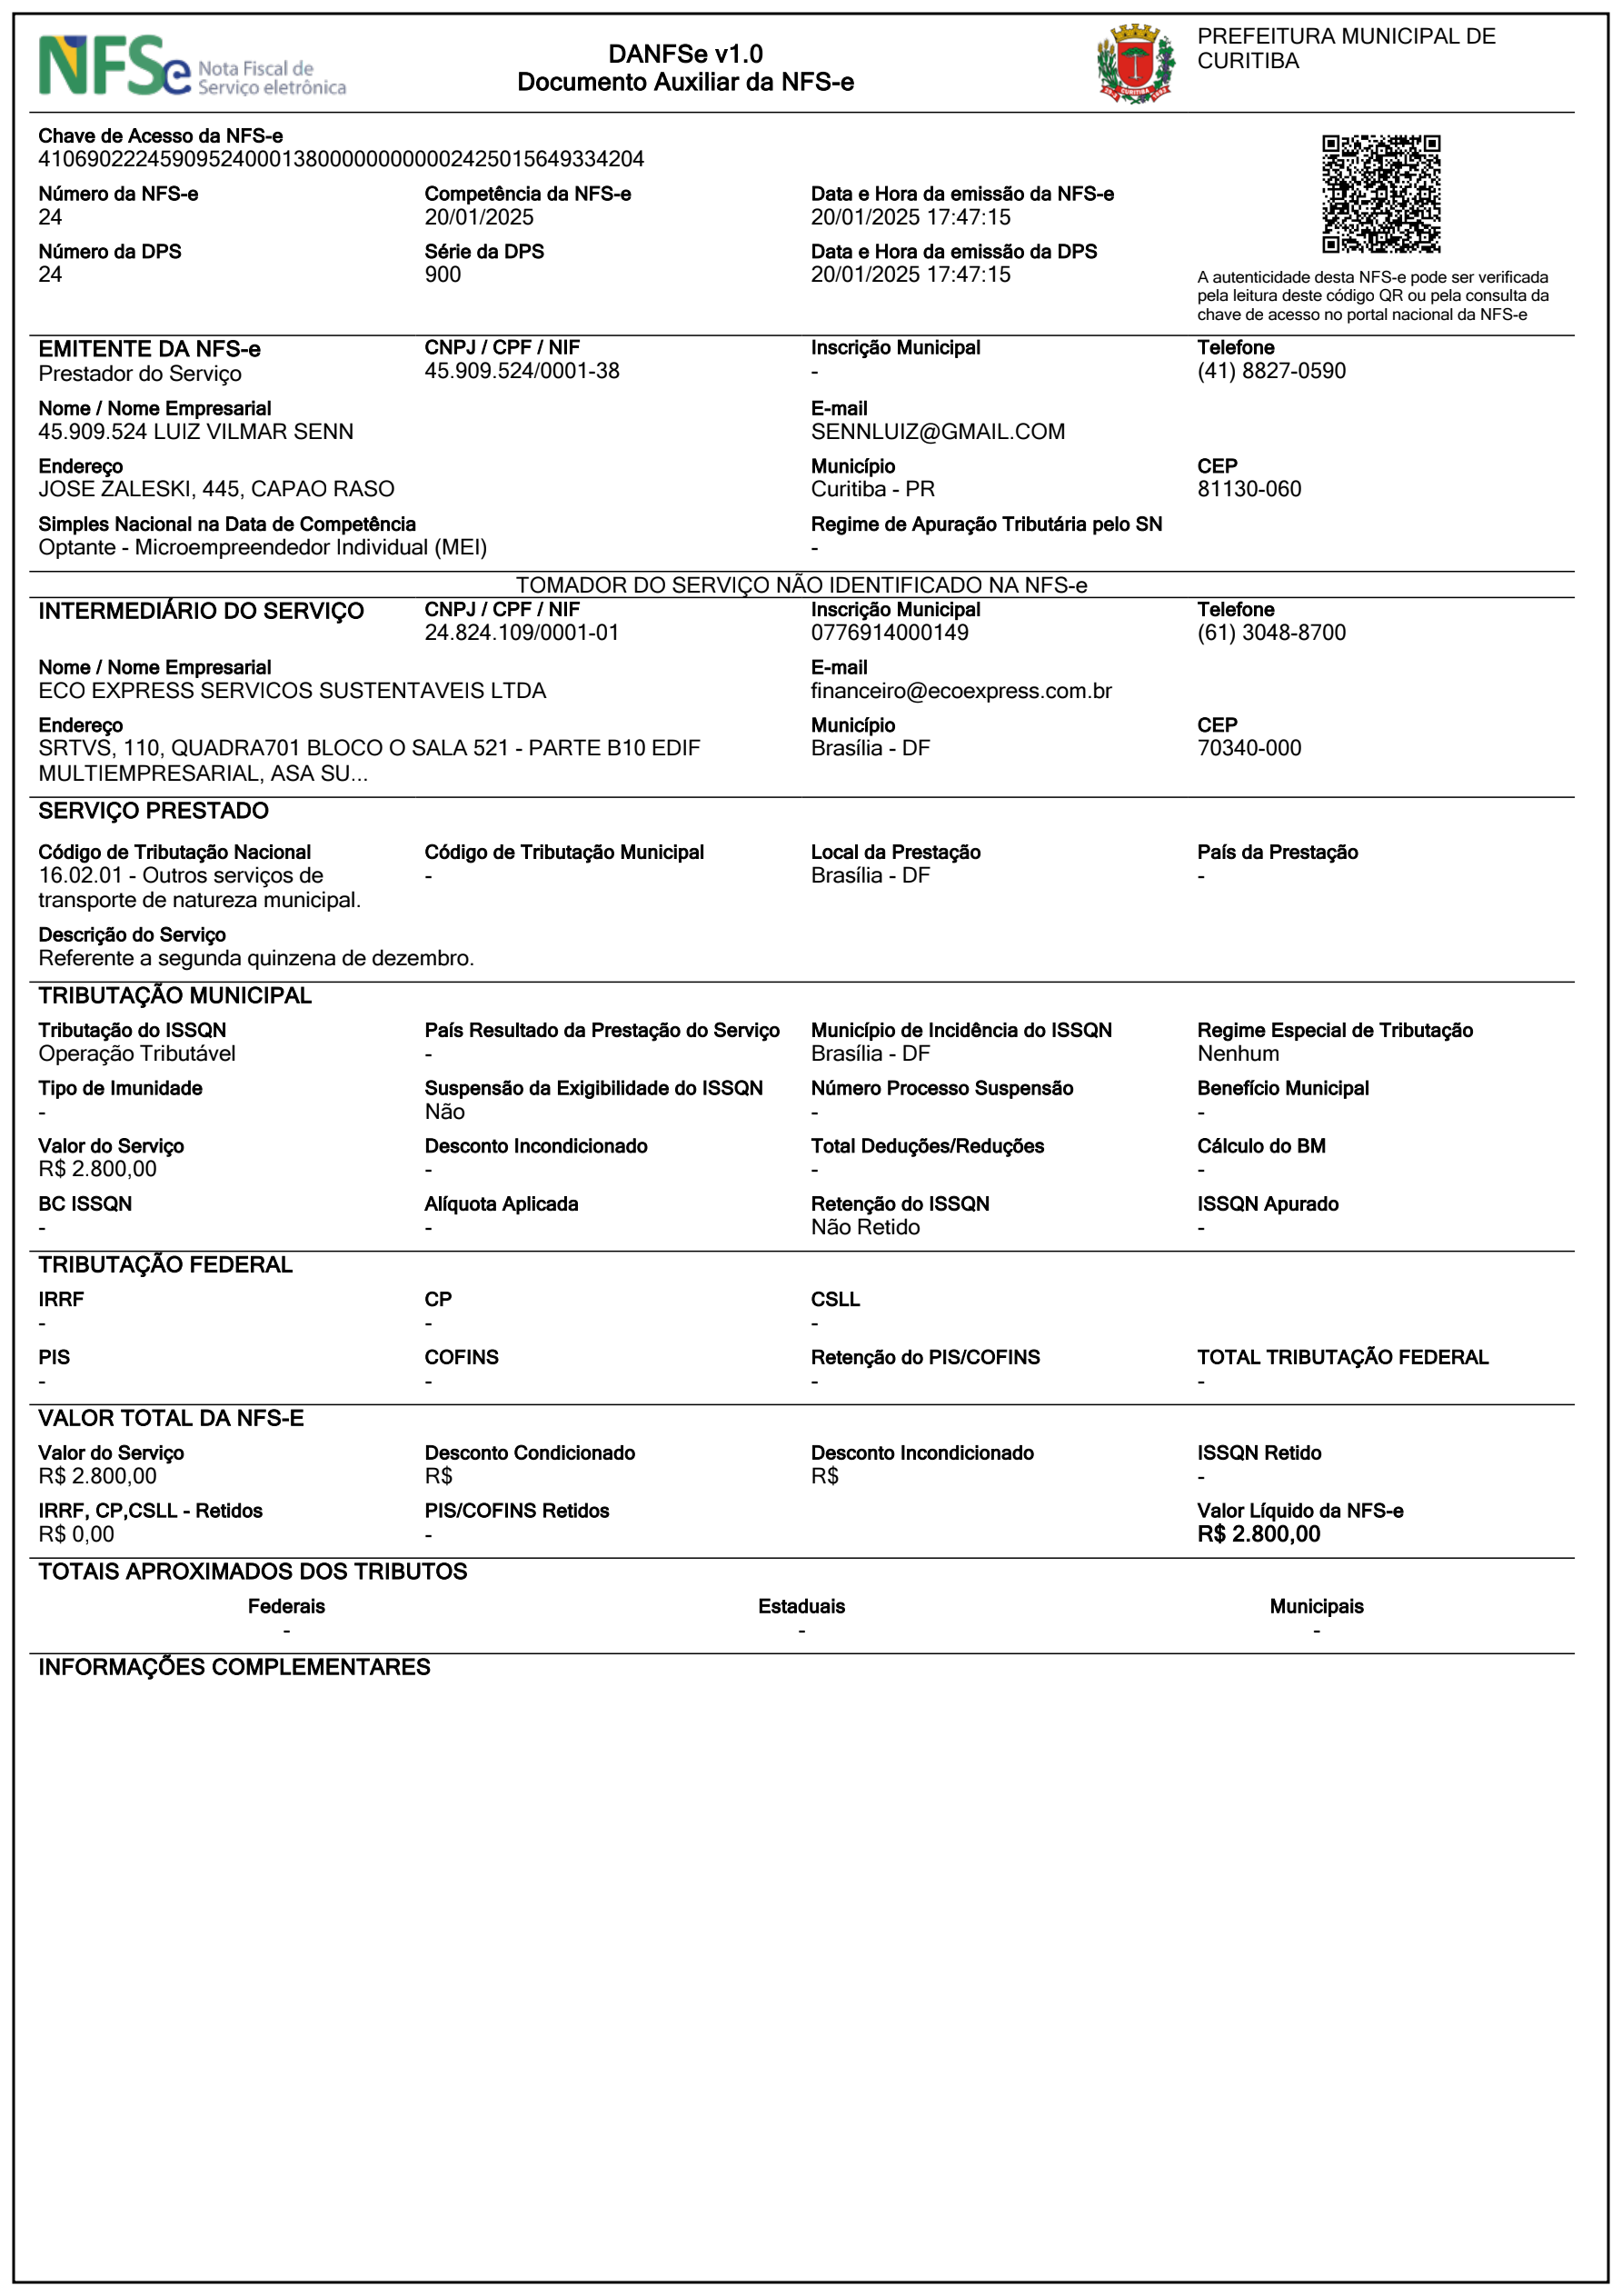 NFSe Nota Fiscal de
Serviço eletrônica
DANFSe v1.0
Documento Auxiliar da NFS-e
PREFEITURA MUNICIPAL DE
CURITIBA
Chave de Acesso da NFS-e
41069022245909524000138000000000002425015649334204
Número da NFS-e Competência da NFS-e Data e Hora da emissão da NFS-e
24 20/01/2025 20/01/2025 17:47:15
Número da DPS Série da DPS Data e Hora da emissão da DPS
24 900 20/01/2025 17:47:15
A autenticidade desta NFS-e pode ser verificada
pela leitura deste código QR ou pela consulta da
chave de acesso no portal nacional da NFS-e
EMITENTE DA NFS-e CNPJ / CPF / NIF Inscrição Municipal Telefone
Prestador do Serviço 45.909.524/0001-38 - (41) 8827-0590
Nome / Nome Empresarial E-mail
45.909.524 LUIZ VILMAR SENN SENNLUIZ@GMAIL.COM
Endereço Município CEP
JOSE ZALESKI, 445, CAPAO RASO Curitiba - PR 81130-060
Simples Nacional na Data de Competência Regime de Apuração Tributária pelo SN
Optante - Microempreendedor Individual (MEI) -
TOMADOR DO SERVIÇO NÃO IDENTIFICADO NA NFS-e
INTERMEDIÁRIO DO SERVIÇO CNPJ / CPF / NIF Inscrição Municipal Telefone
24.824.109/0001-01 0776914000149 (61) 3048-8700
Nome / Nome Empresarial E-mail
ECO EXPRESS SERVICOS SUSTENTAVEIS LTDA financeiro@ecoexpress.com.br
Endereço Município CEP
SRTVS, 110, QUADRA701 BLOCO O SALA 521 - PARTE B10 EDIF Brasília - DF 70340-000
MULTIEMPRESARIAL, ASA SU...
SERVIÇO PRESTADO
Código de Tributação Nacional Código de Tributação Municipal Local da Prestação País da Prestação
16.02.01 - Outros serviços de - Brasília - DF -
transporte de natureza municipal.
Descrição do Serviço
Referente a segunda quinzena de dezembro.
TRIBUTAÇÃO MUNICIPAL
Tributação do ISSQN País Resultado da Prestação do Serviço Município de Incidência do ISSQN Regime Especial de Tributação
Operação Tributável - Brasília - DF Nenhum
Tipo de Imunidade Suspensão da Exigibilidade do ISSQN Número Processo Suspensão Benefício Municipal
- Não - -
Valor do Serviço Desconto Incondicionado Total Deduções/Reduções Cálculo do BM
R$ 2.800,00 - - -
BC ISSQN Alíquota Aplicada Retenção do ISSQN ISSQN Apurado
- - Não Retido -
TRIBUTAÇÃO FEDERAL
IRRF CP CSLL
- - -
PIS COFINS Retenção do PIS/COFINS TOTAL TRIBUTAÇÃO FEDERAL
- - - -
VALOR TOTAL DA NFS-E
Valor do Serviço Desconto Condicionado Desconto Incondicionado ISSQN Retido
R$ 2.800,00 R$ R$ -
IRRF, CP,CSLL - Retidos PIS/COFINS Retidos Valor Líquido da NFS-e
R$ 0,00 - R$ 2.800,00
TOTAIS APROXIMADOS DOS TRIBUTOS
Federais Estaduais Municipais
- - -
INFORMAÇÕES COMPLEMENTARES